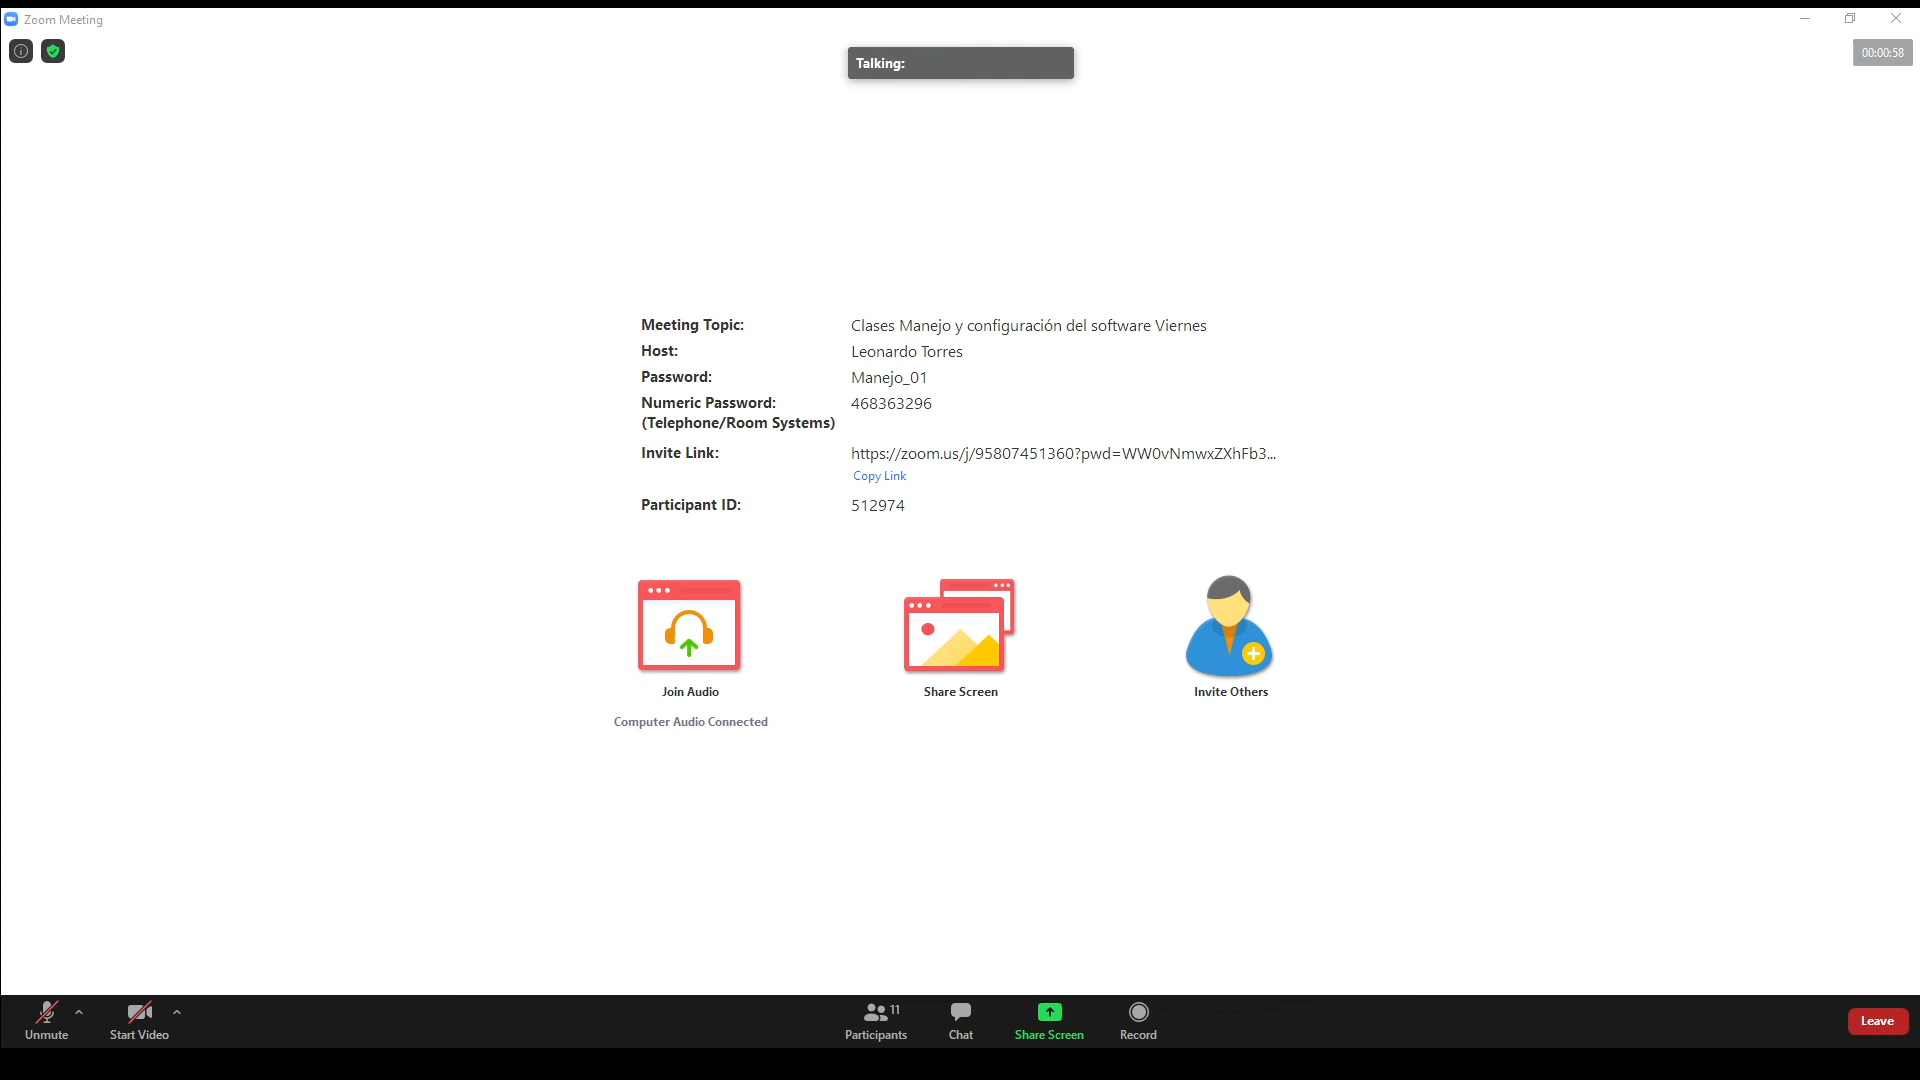 Zoom Meeting
Talking:
00:00:58
Meeting Topic: Clases Manejo y configuración del software Viernes
Host: Leonardo Torres
Password: Manejo_01
Numeric Password: 468363296
(Telephone/Room Systems)
Invite Link: https://zoom.us/j/95807451360?pwd=WW0vNmwxZXhFb3...
Copy Link
Participant ID: 512974
Join Audio Share Screen Invite Others
Computer Audio Connected
11
Unmute Start Video Participants Chat Share Screen Record Leave